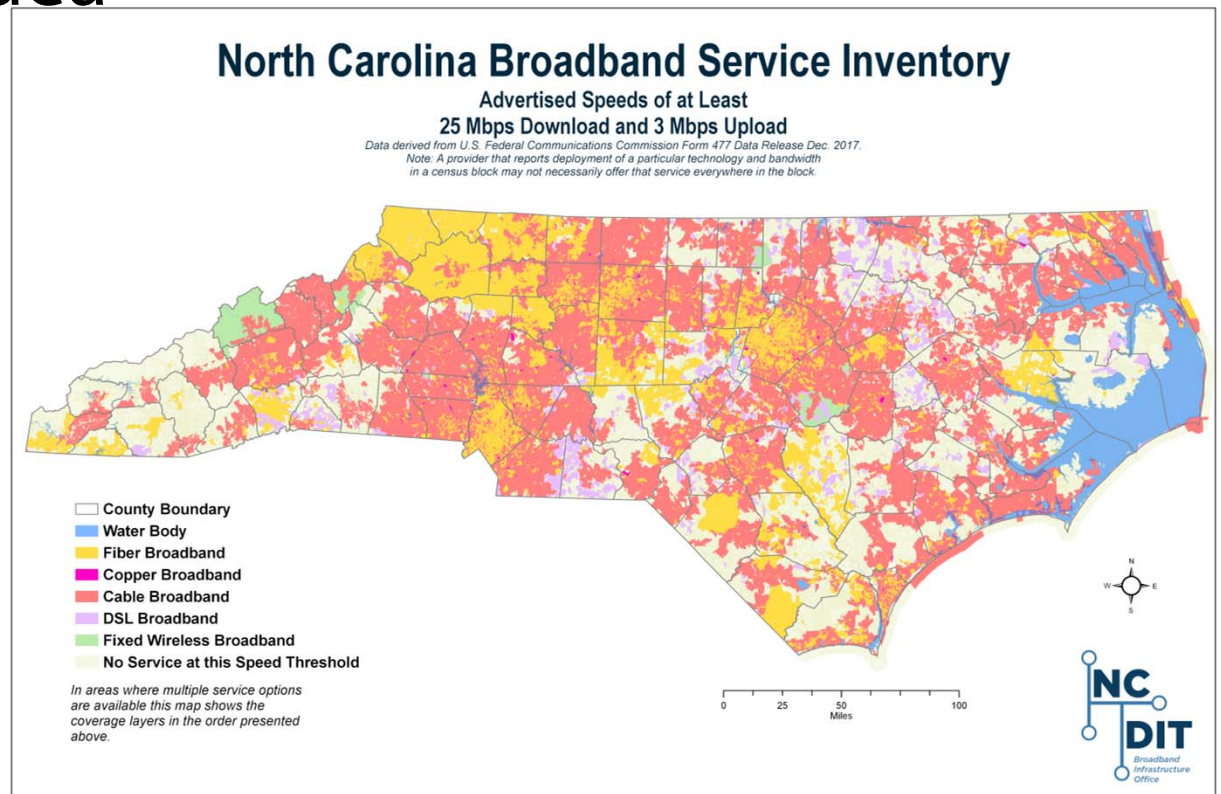 North Carolina Broadband Service Inventory
Advertised Speeds of at Least
25 Mbps Download and 3 Mbps Upload
Data derived from U.S. Federal Communications Commission Form 477 Data Release Dec. 2017.
Note: A provider that reports deployment of a particular technology and bandwidth
in a census block may not necessarily offer that service everywhere in the block.
County Boundary
Water Body
Fiber Broadband
Copper Broadband
Cable Broadband
DSL Broadband
Fixed Wireless Broadband
No Service at this Speed Threshold
In areas where multiple service options
are available this map shows the
coverage layers in the order presented
above.
N
W E
S
0 25 50 100
Miles
NC
DIT
Broadband
Infrastructure
Office